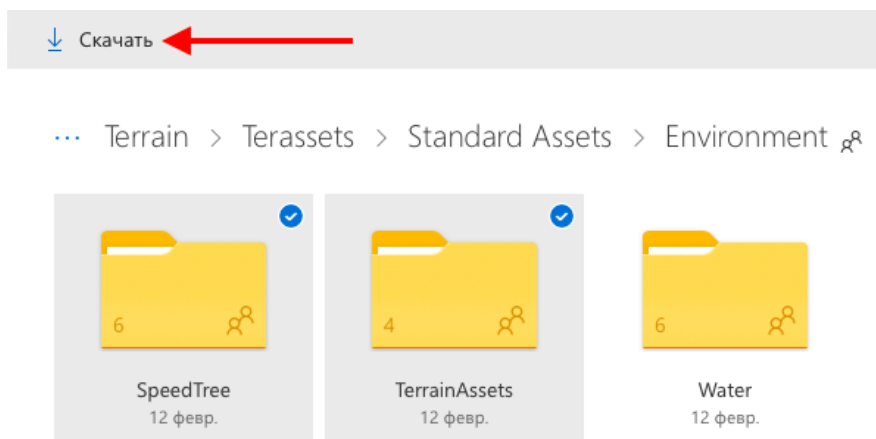 Скачать
... Terrain > Terassets > Standard Assets > Environment
6
4
6
SpeedTree
TerrainAssets
Water
12 февр.
12 февр.
12 февр.